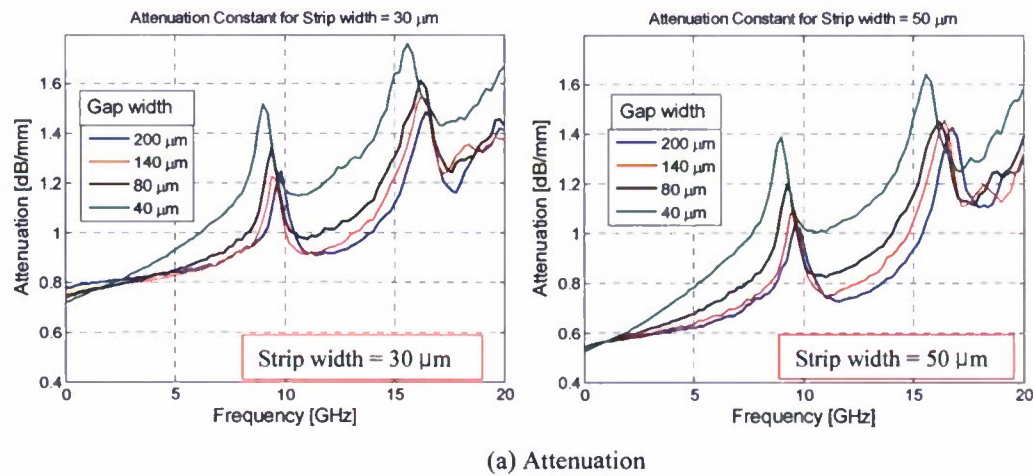 Attenuation Constant for Strip width = 30 μm
Attenuation [dB/mm]
1.6
1.4
1.2
1
0.8
0.6
0.4
Gap width
200 μm
140 μm
80 μm
40 μm
Strip width = 30 μm
0 5 10 15 20
Frequency [GHz]
Attenuation Constant for Strip width = 50 μm
Attenuation [dB/mm]
1.6
1.4
1.2
1
0.8
0.6
0.4
Gap width
200 μm
140 μm
80 μm
40 μm
Strip width = 50 μm
0 5 10 15 20
Frequency [GHz]
(a) Attenuation